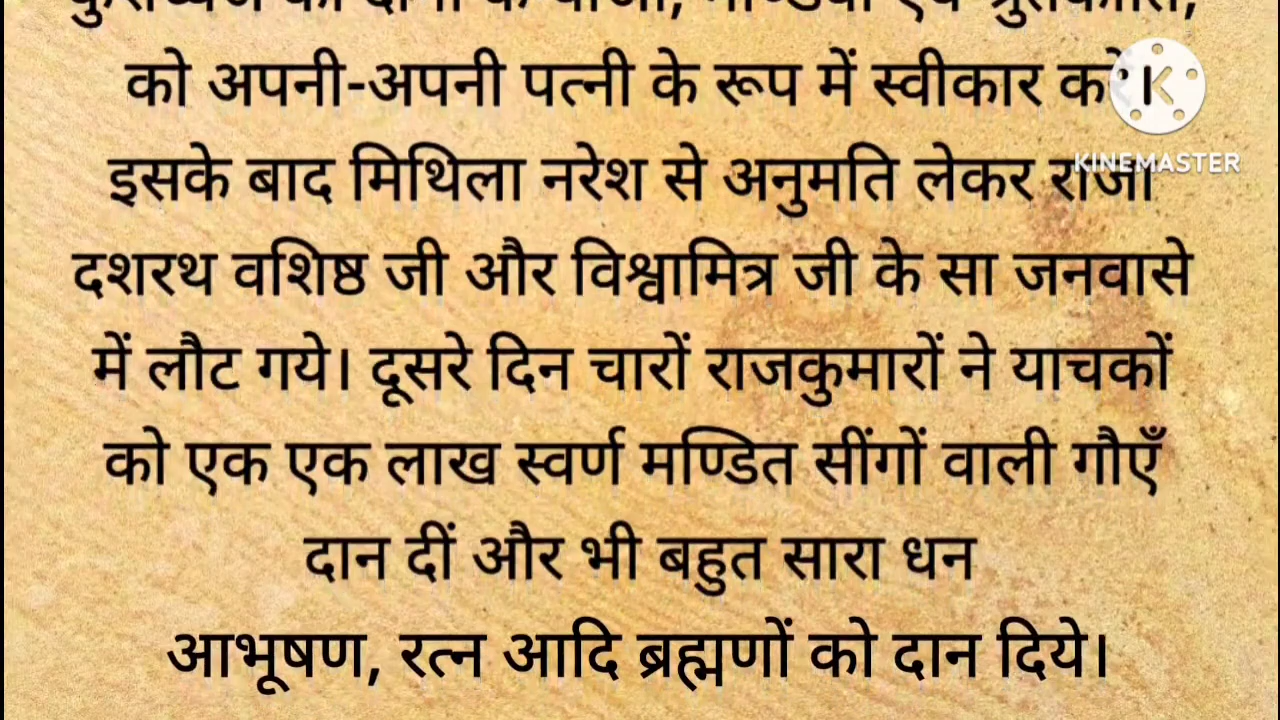 को अपनी-अपनी पत्नी के रूप में स्वीकार
इसके बाद मिथिला नरेश से अनुमति लेकर राजा
दशरथ वशिष्ठ जी और विश्वामित्र जी के सा जनवासे
में लौट गये। दूसरे दिन चारों राजकुमारों ने याचकों
को एक एक लाख स्वर्ण मण्डित सींगों वाली गौएँ
दान दीं और भी बहुत सारा धन
आभूषण, रत्न आदि ब्रह्मणों को दान दिये।
K
KINEMASTER